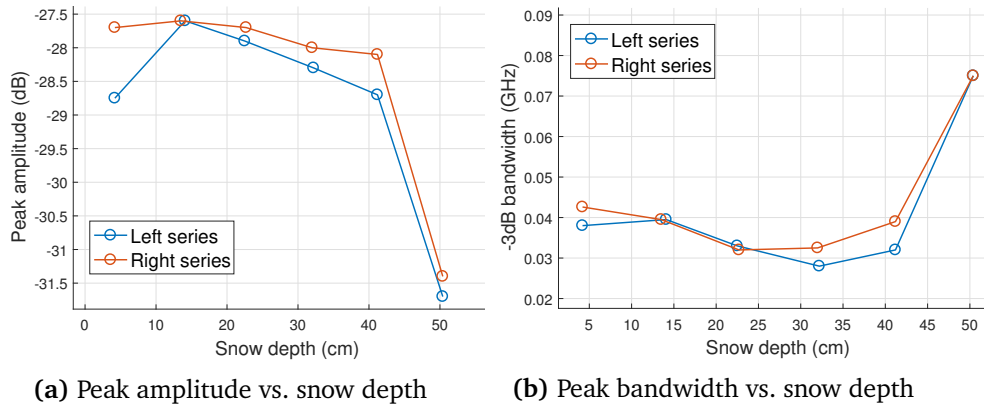 -27.5
-28
-28.5
-29
-29.5
-30
-30.5
-31
-31.5
Peak amplitude (dB)
Left series
Right series
0 10 20 30 40 50
Snow depth (cm)
(a) Peak amplitude vs. snow depth
0.09
0.08
0.07
0.06
0.05
0.04
0.03
0.02
-3dB bandwidth (GHz)
Left series
Right series
5 10 15 20 25 30 35 40 45 50
Snow depth (cm)
(b) Peak bandwidth vs. snow depth